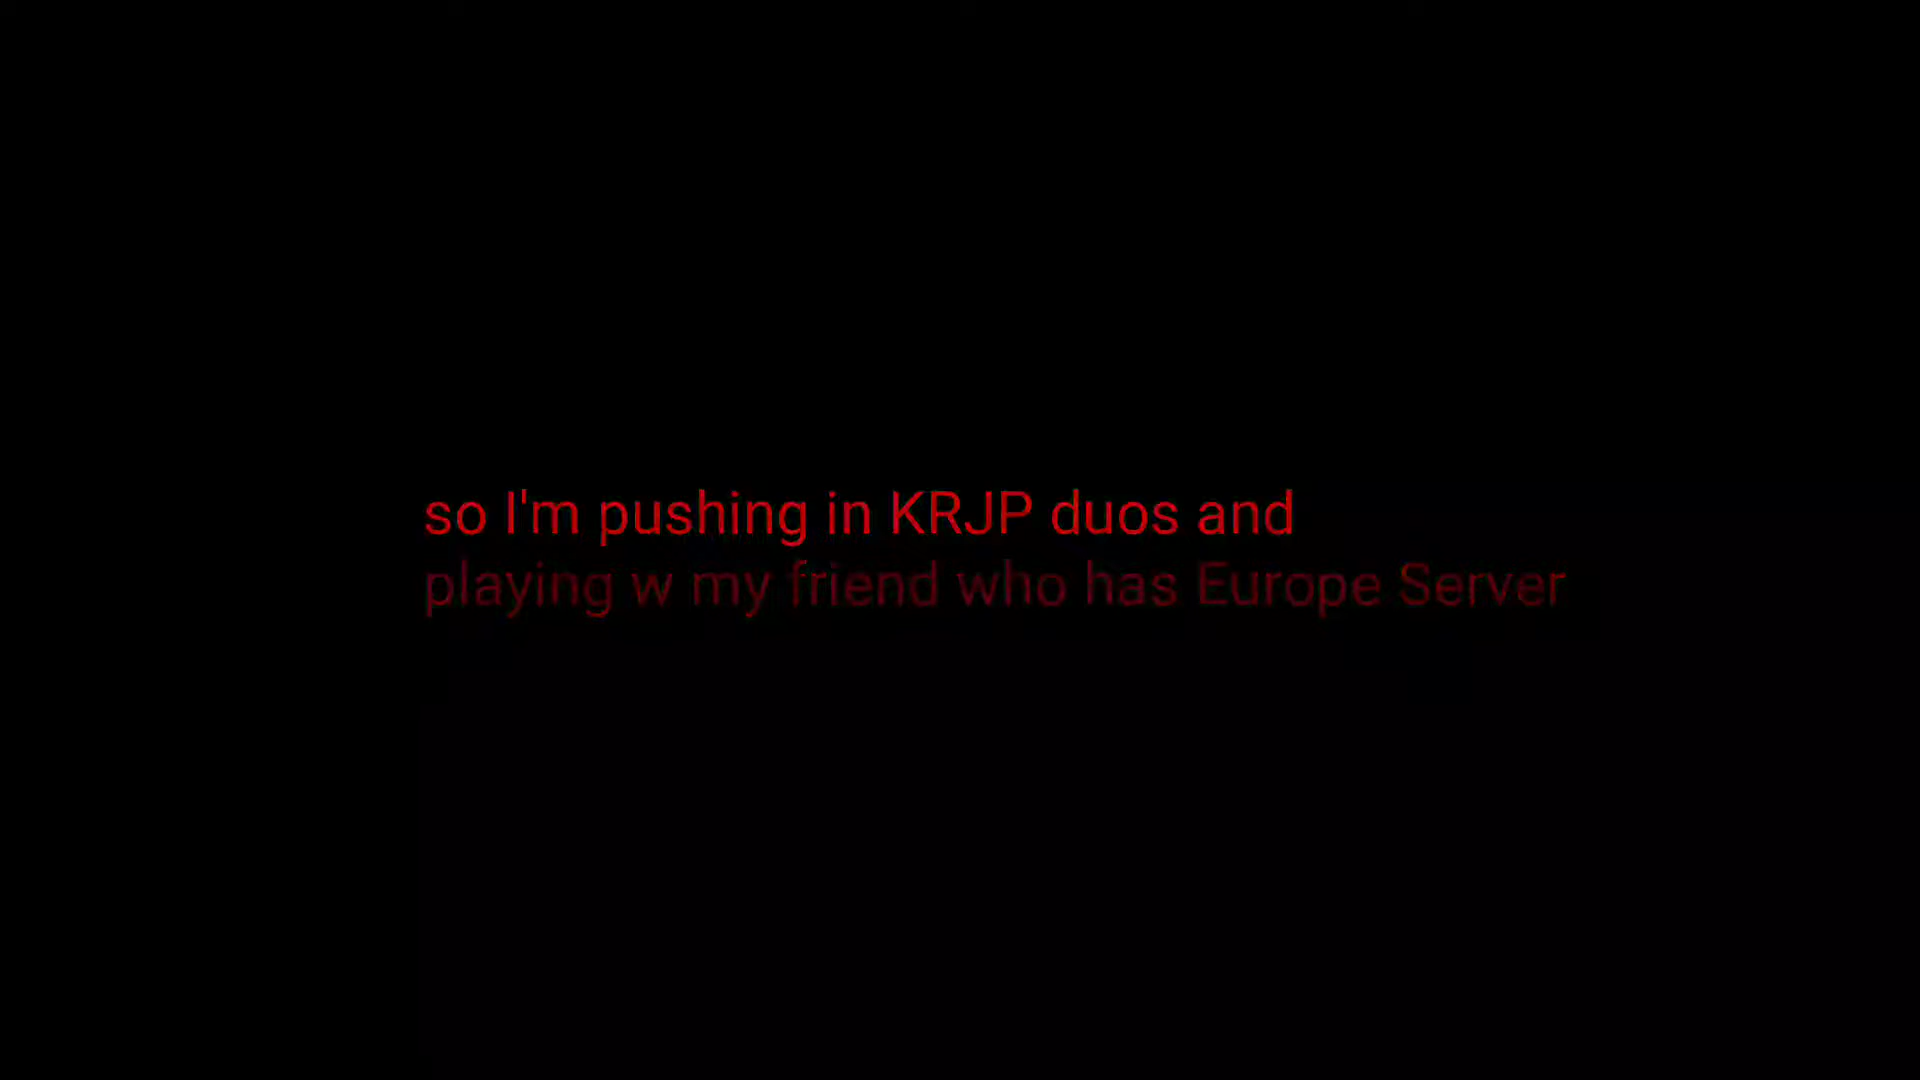 so I'm pushing in KRJP duos and
playing w my friend who has Europe Server